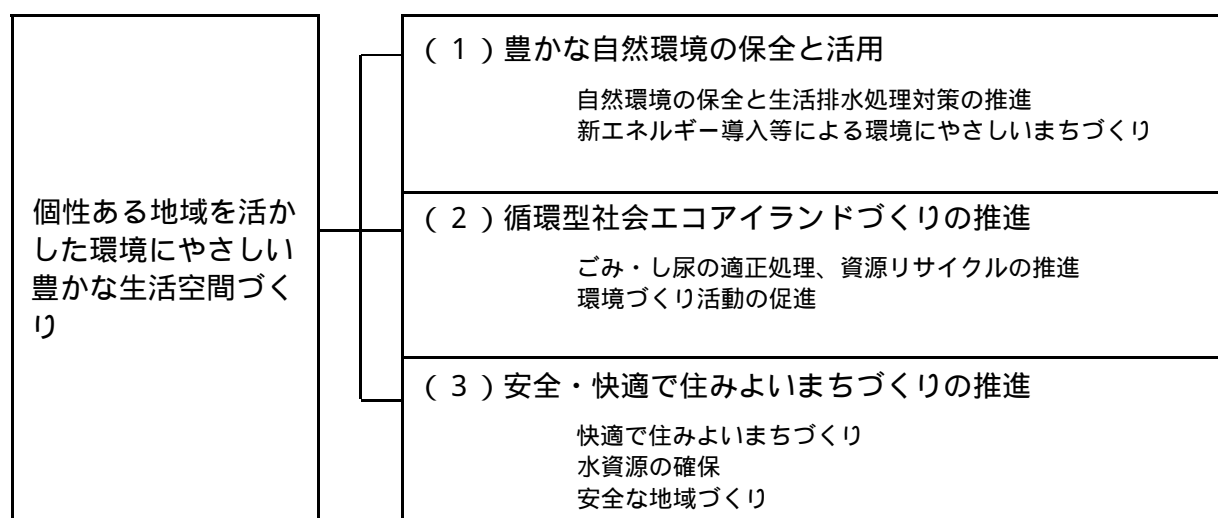 個性ある地域を活か
した環境にやさしい
豊かな生活空間づく
り
(1)豊かな自然環境の保全と活用
自然環境の保全と生活排水処理対策の推進
新エネルギー導入等による環境にやさしいまちづくり
(2)循環型社会エコアイランドづくりの推進
ごみ・し尿の適正処理、資源リサイクルの推進
環境づくり活動の促進
(3)安全・快適で住みよいまちづくりの推進
快適で住みよいまちづくり
水資源の確保
安全な地域づくり